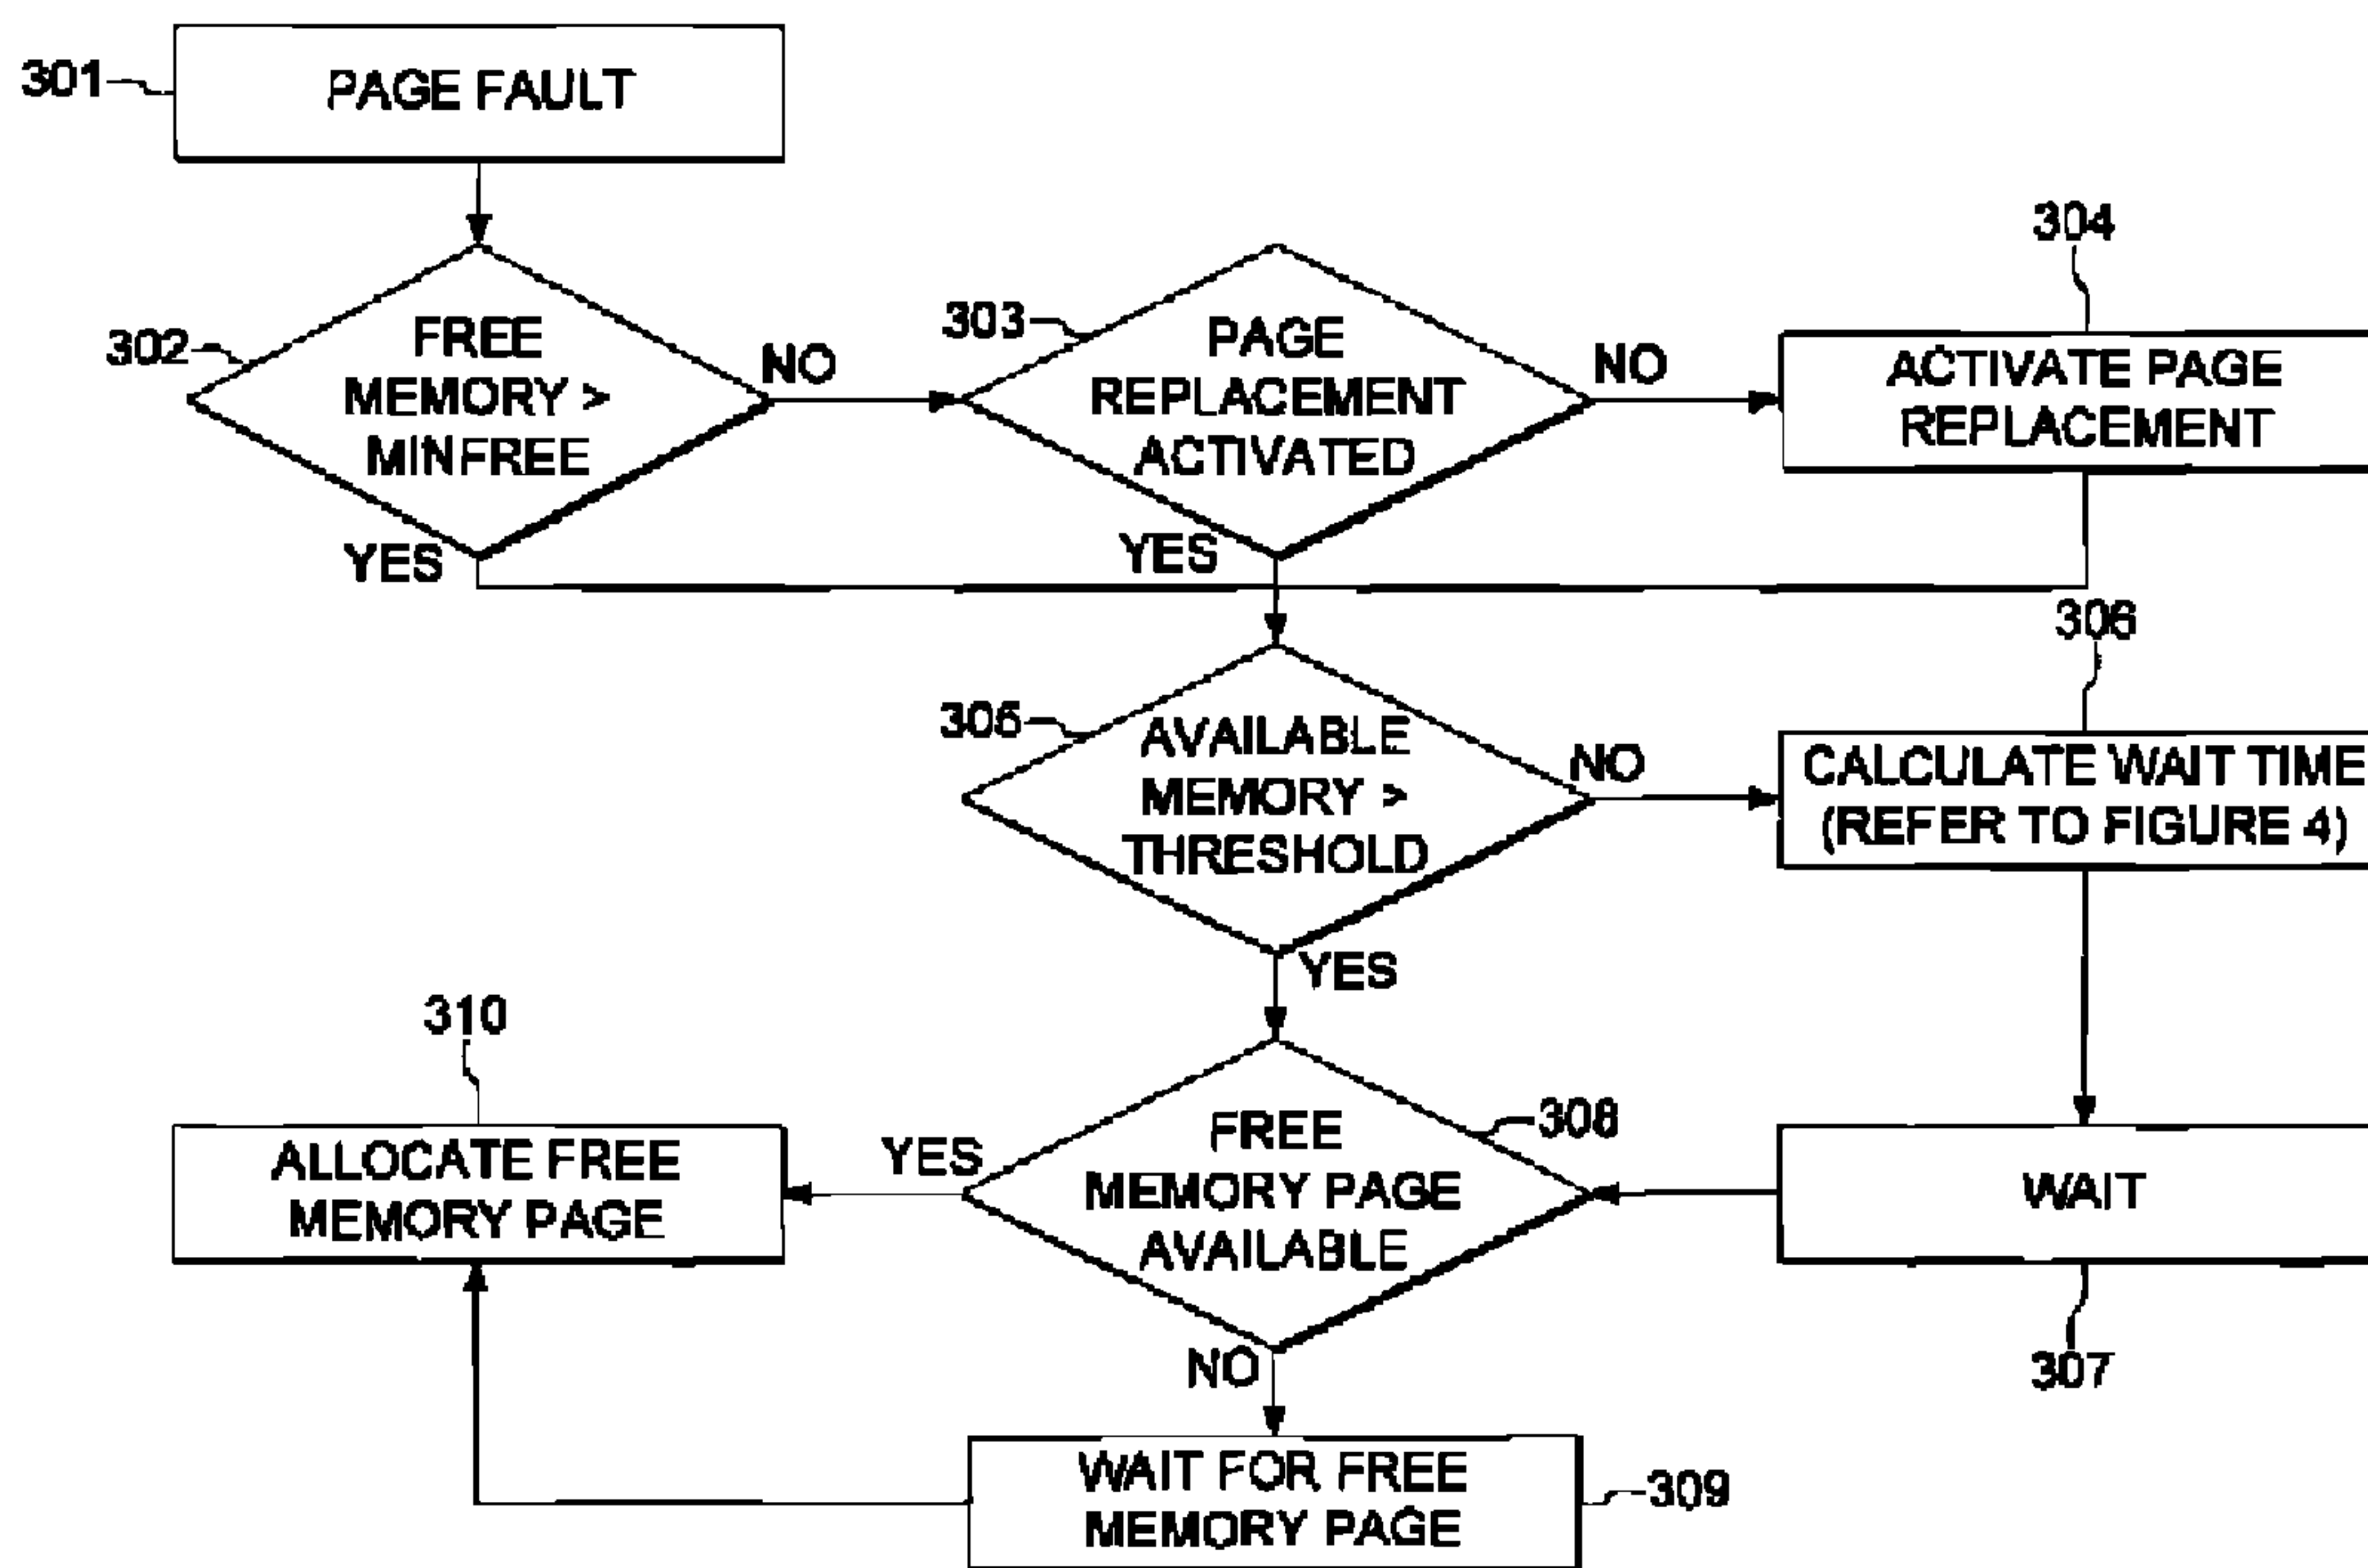 301
PAGE FAULT
304
302
FREE
MEMORY >
MINFREE
NO
303
PAGE
REPLACEMENT
ACTIVATED
NO
ACTIVATE PAGE
REPLACEMENT
YES
YES
306
305
AVAILABLE
MEMORY >
THRESHOLD
NO
CALCULATE WAIT TIME
(REFER TO FIGURE 4)
YES
310
ALLOCATE FREE
MEMORY PAGE
YES
FREE
MEMORY PAGE
AVAILABLE
308
WAIT
NO
307
WAIT FOR FREE
MEMORY PAGE
309